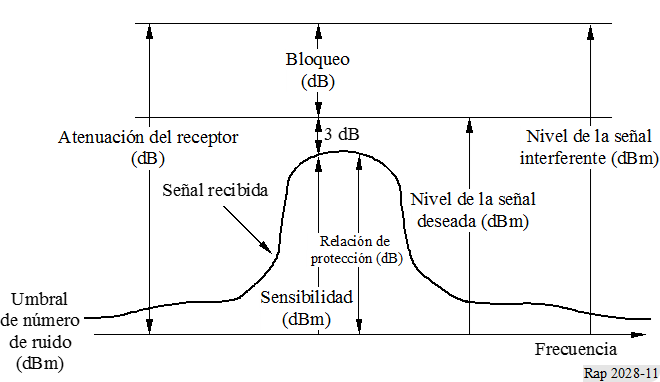 Bloqueo
(dB)
3 dB
Atenuación del receptor
(dB)
Nivel de la señal
interferente (dBm)
Señal recibida
Nivel de la señal
deseada (dBm)
Relación de
protección (dB)
Sensibilidad
(dBm)
Umbral
de número
de ruido
(dBm)
Frecuencia
Rap 2028-11